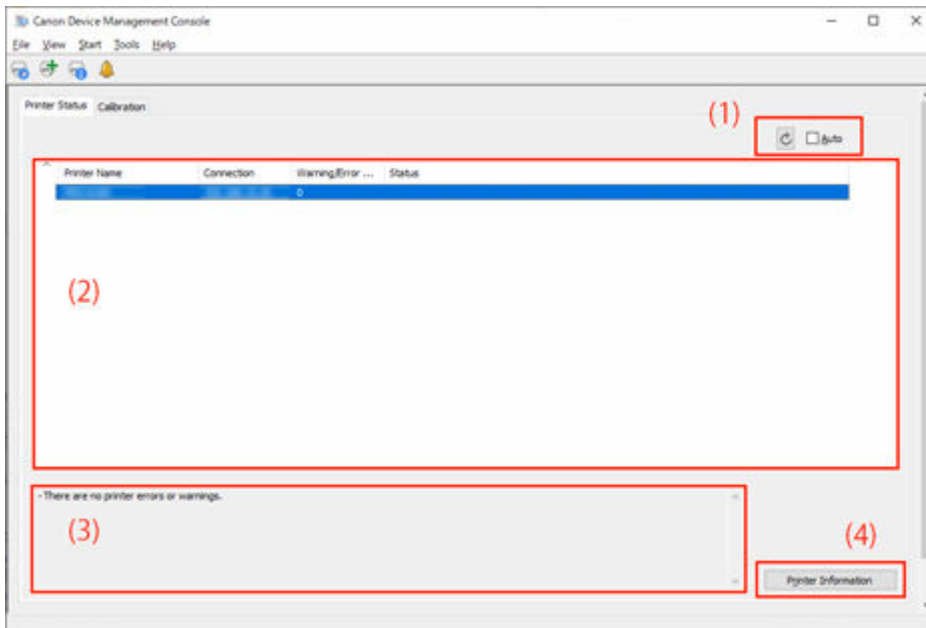 Canon Device Management Console
File View Start Tools Help
Printer Status Calibration
(1)
Auto
Printer Name Connection Warning/Error ... Status
0
(2)
- There are no printer errors or warnings.
(3)
(4)
Printer Information